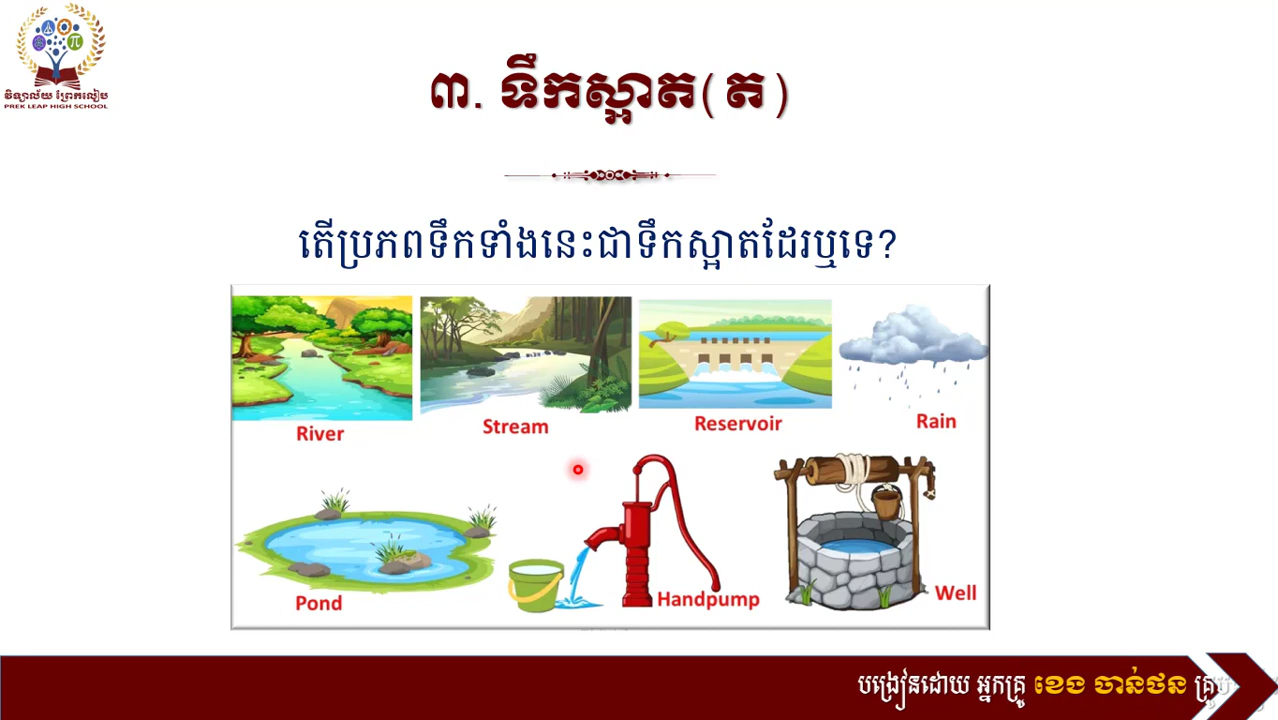 វិទ្យាល័យ ព្រែកលៀប
PREK LEAP HIGH SCHOOL
៣. ទឹកស្អាត(ត)
តើប្រភពទឹកទាំងនេះជាទឹកស្អាតដែរឬទេ?
River
Stream
Reservoir
Rain
Pond
Handpump
Well
បង្រៀនដោយ អ្នកគ្រូ ខេង ចាន់ថន